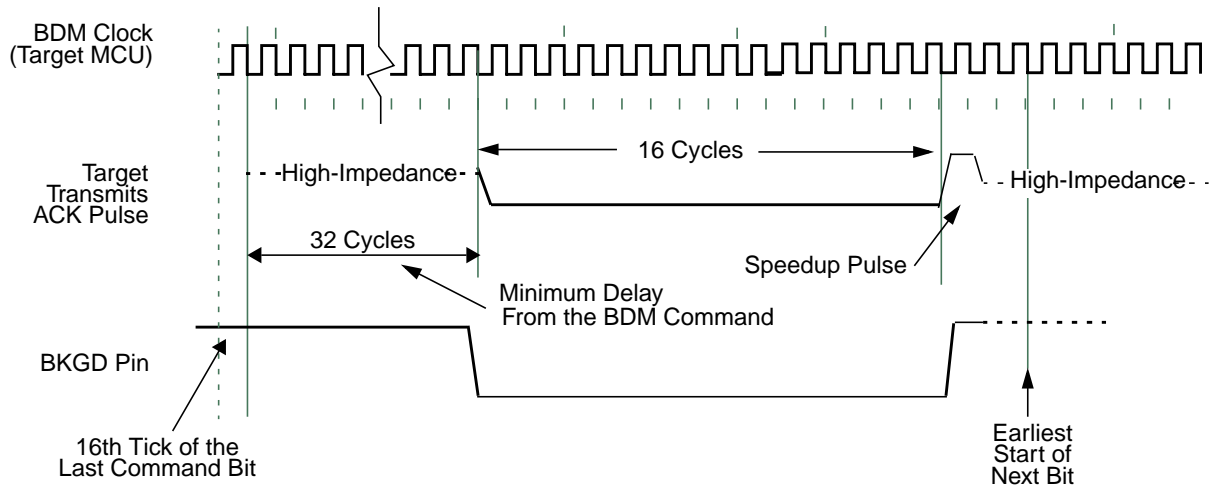 BDM Clock
(Target MCU)
16 Cycles
Target
Transmits
ACK Pulse
High-Impedance
High-Impedance
32 Cycles
Speedup Pulse
Minimum Delay
From the BDM Command
BKGD Pin
16th Tick of the
Last Command Bit
Earliest
Start of
Next Bit